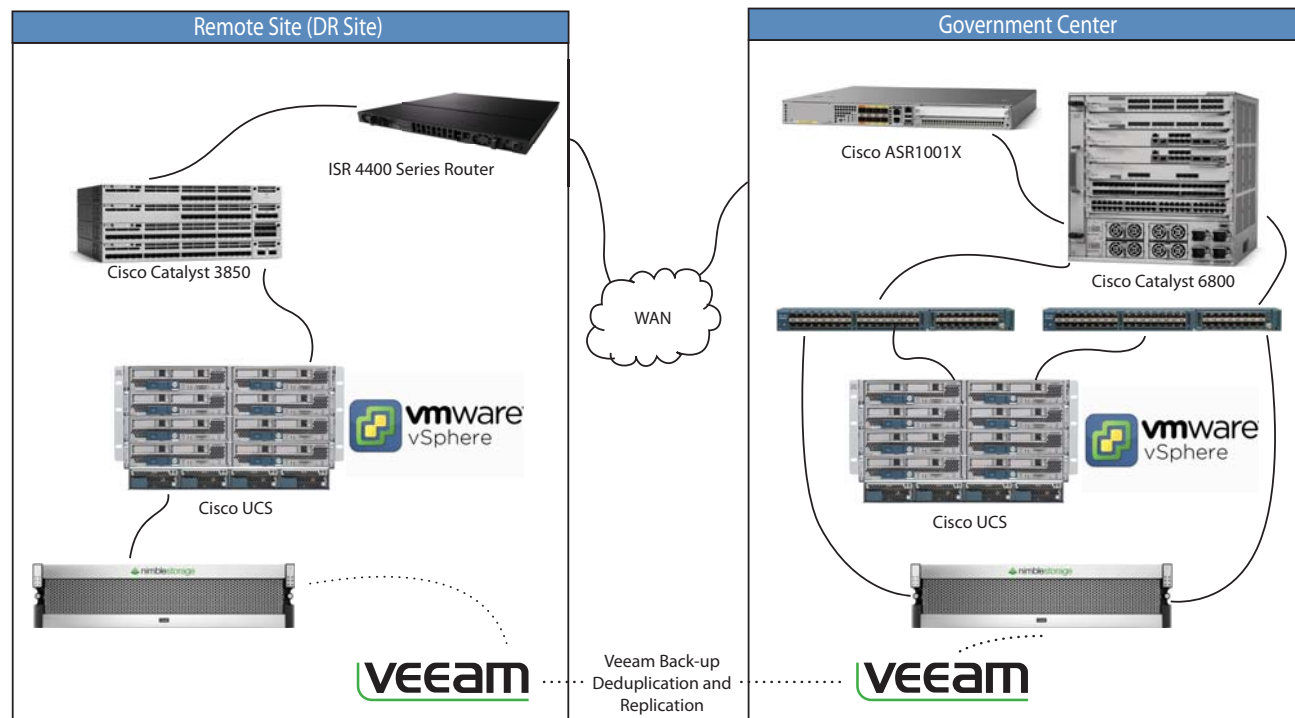 Remote Site (DR Site)
ISR 4400 Series Router
Cisco Catalyst 3850
vmware
vSphere
Cisco UCS
nimblestorage
veeam
WAN
Veeam Back-up
Deduplication and
Replication
Government Center
Cisco ASR1001X
Cisco Catalyst 6800
vmware
vSphere
Cisco UCS
nimblestorage
veeam